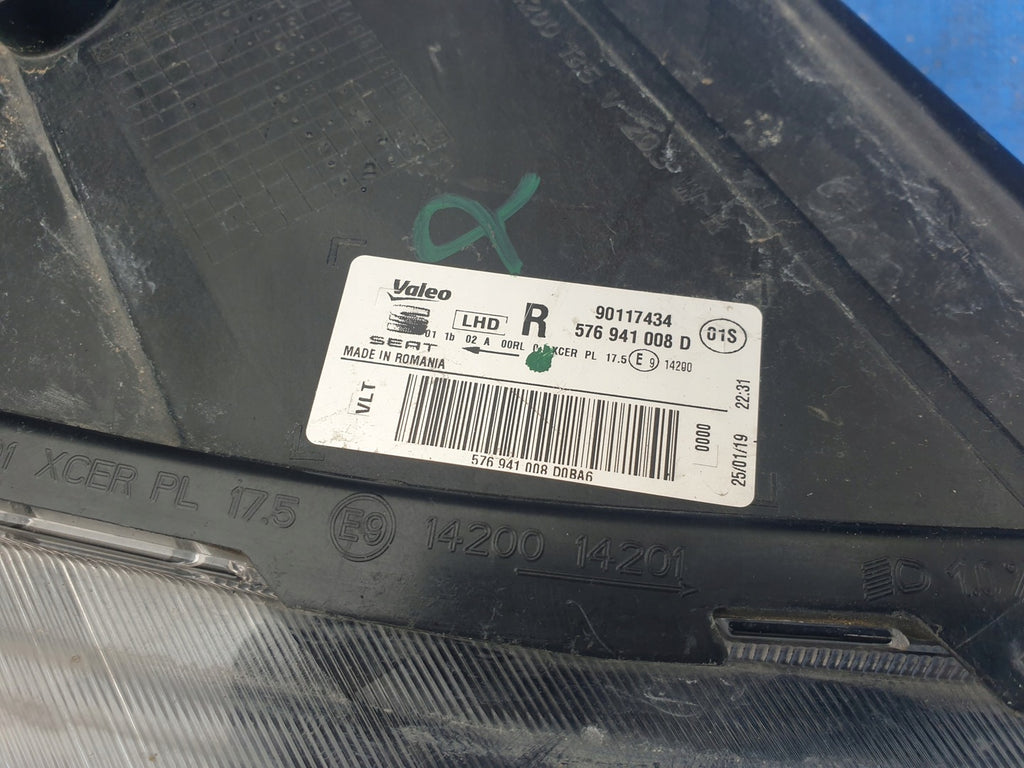 Valeo
SEAT
LHD
R
90117434
576 941 008 D
01S
01 1b 02 A 00RL XCER PL 17.5 E9 14200
MADE IN ROMANIA
VLT
576 941 008 D0BA6
0000
25/01/19 22:31
XCER PL 17.5 E9 14200 14201